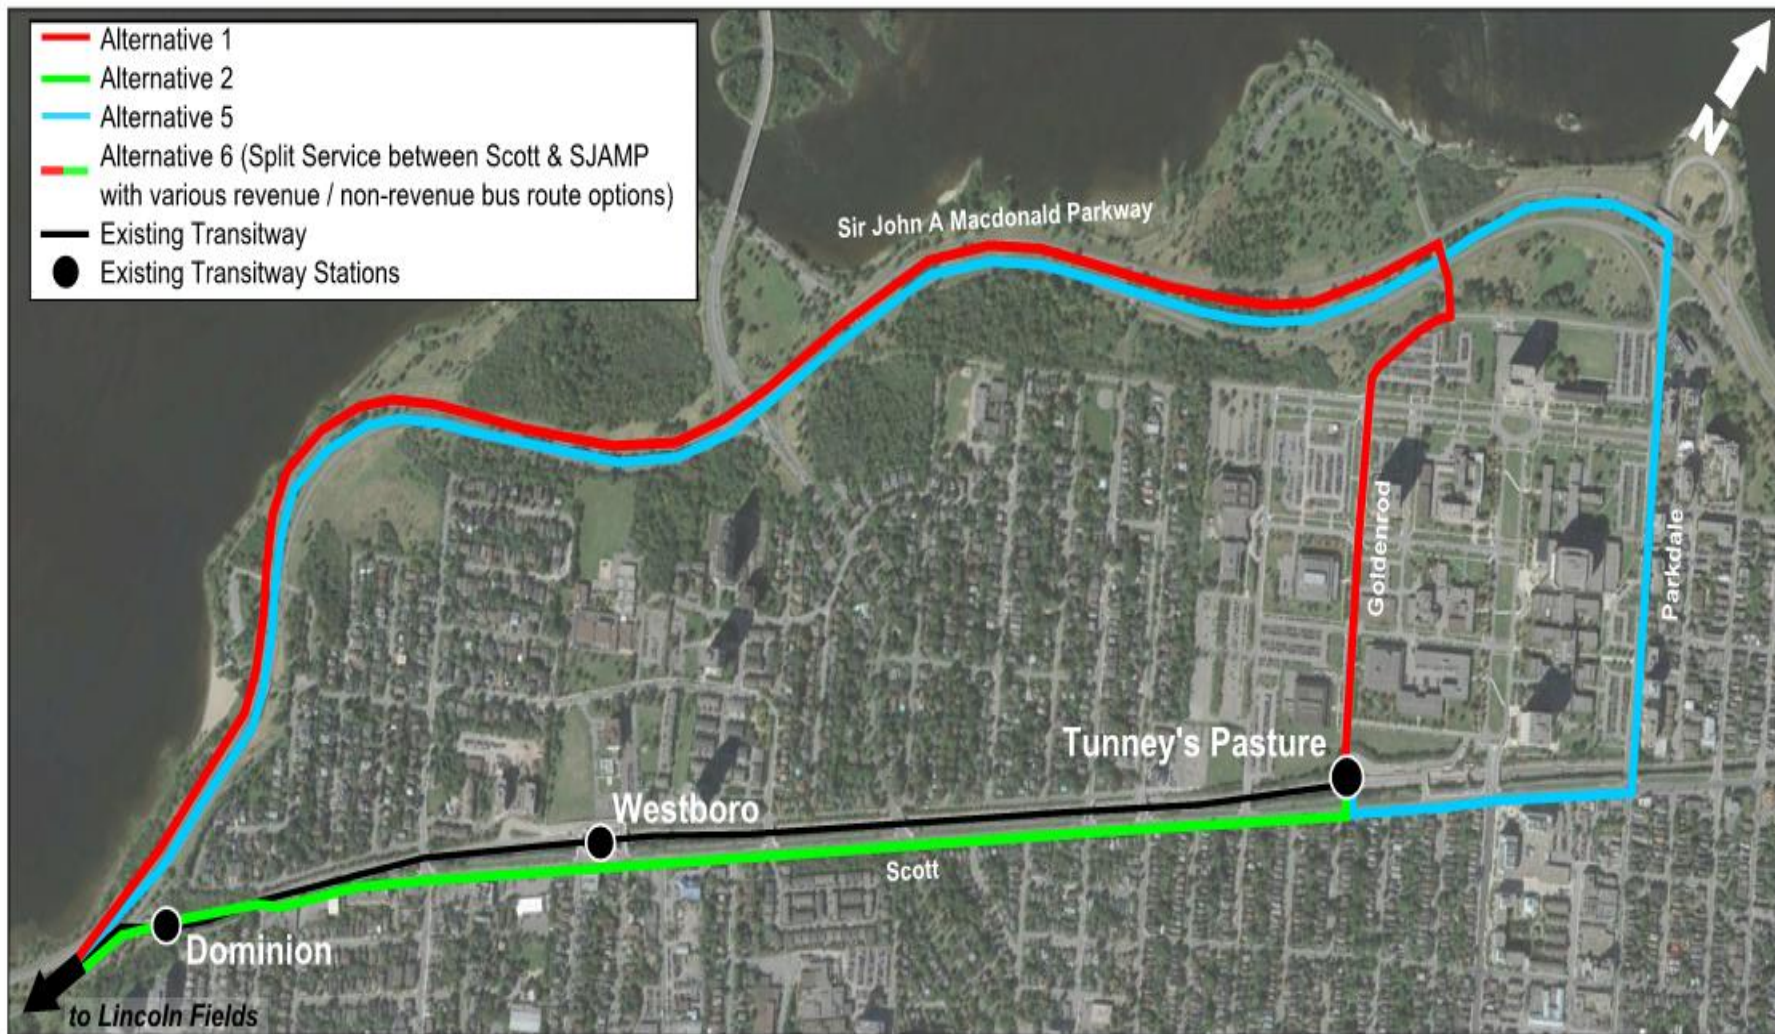 Alternative 1
Alternative 2
Alternative 5
Alternative 6 (Split Service between Scott & SJAMP
with various revenue / non-revenue bus route options)
Existing Transitway
Existing Transitway Stations
N
Sir John A Macdonald Parkway
Goldenrod
Parkdale
Tunney's Pasture
Westboro
Scott
Dominion
to Lincoln Fields